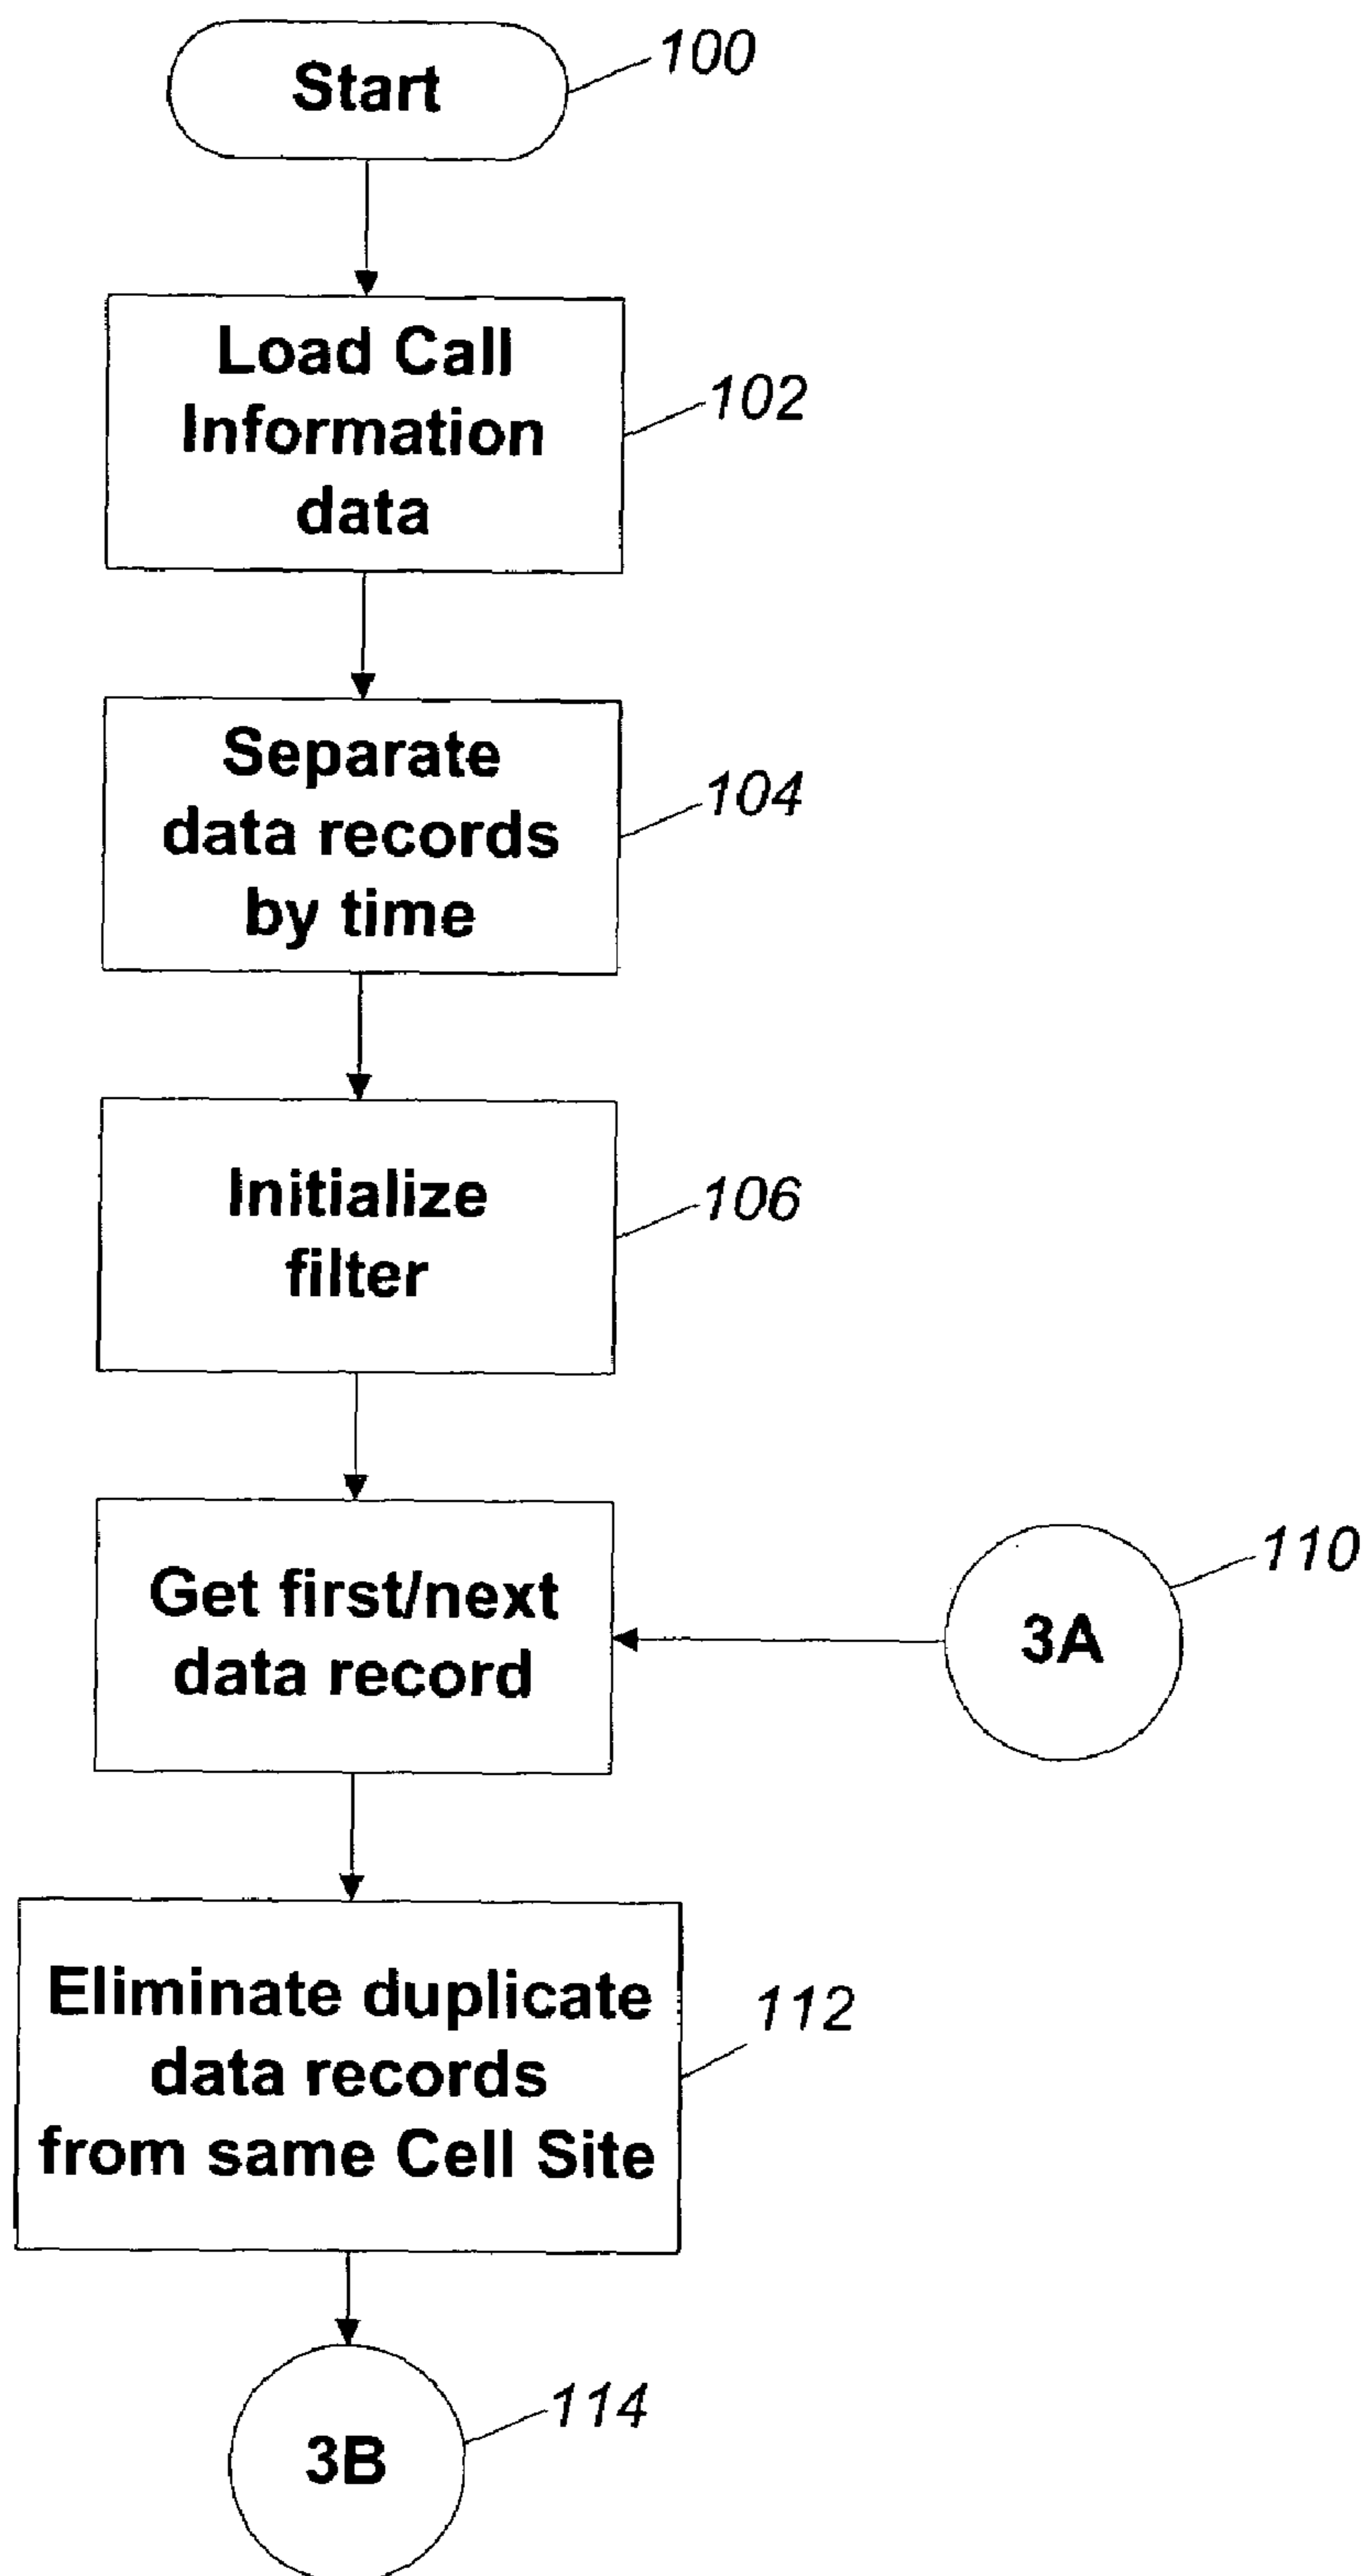 Start
100
Load Call
Information
data
102
Separate
data records
by time
104
Initialize
filter
106
Get first/next
data record
3A
110
Eliminate duplicate
data records
from same Cell Site
112
3B
114